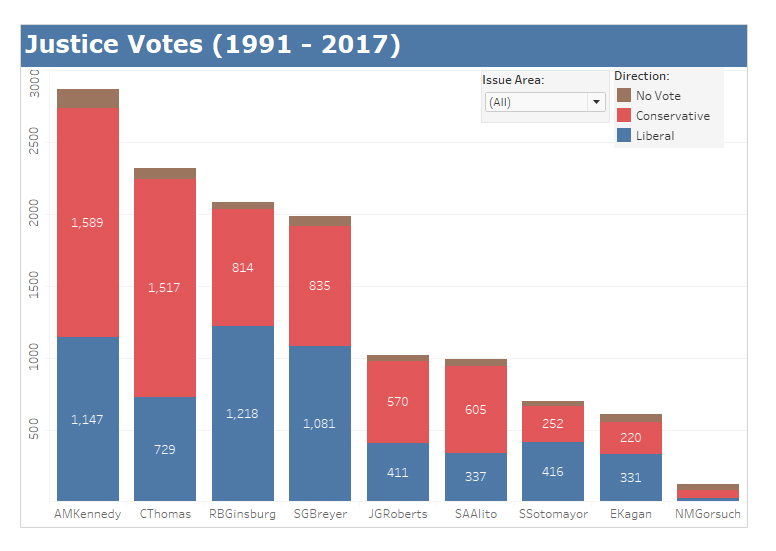 Justice Votes (1991 - 2017)
Issue Area:
(All)
Direction:
No Vote
Conservative
Liberal
3000
2500
2000
1500
1000
500
1,589
1,147
1,517
729
814
1,218
835
1,081
570
411
605
337
252
416
220
331
AMKennedy CThomas RBGinsburg SGBreyer JGRoberts SAAlito SSotomayor EKagan NMGorsuch